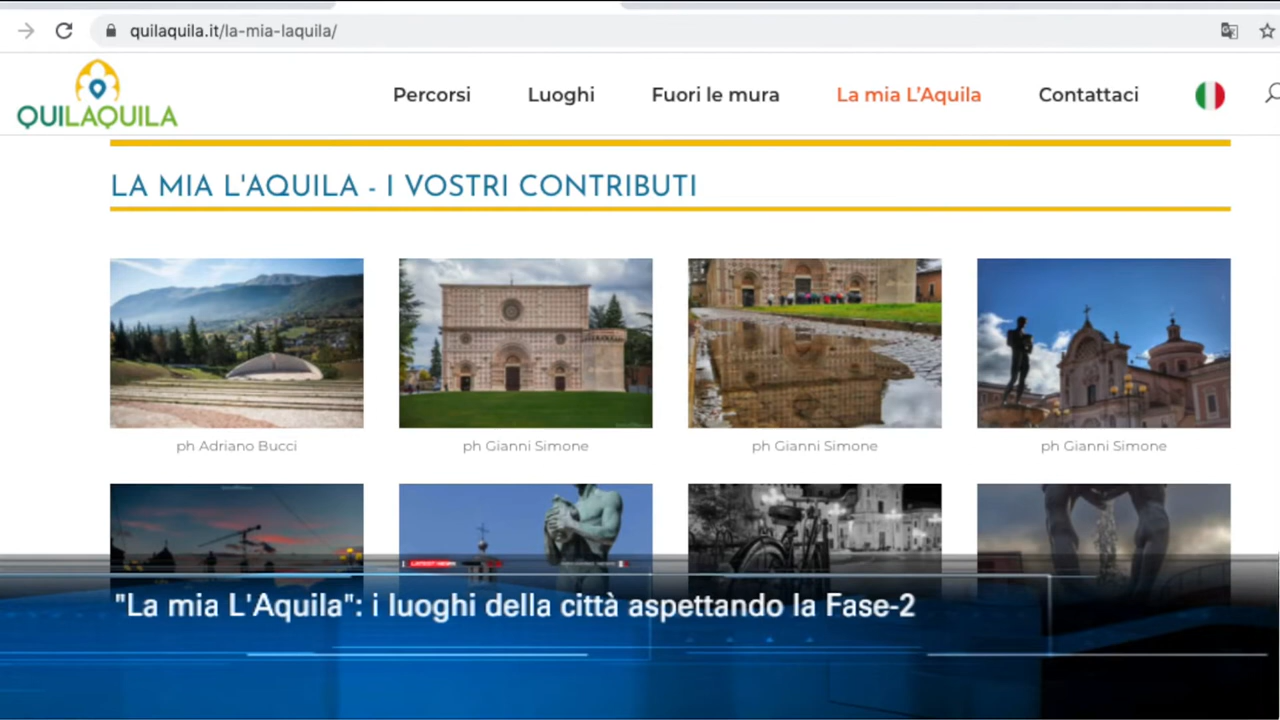 quilaquila.it/la-mia-laquila/
QUILAQUILA
Percorsi Luoghi Fuori le mura La mia L'Aquila Contattaci
LA MIA L'AQUILA - I VOSTRI CONTRIBUTI
ph Adriano Bucci ph Gianni Simone ph Gianni Simone ph Gianni Simone
LATEST NEWS
"La mia L'Aquila": i luoghi della città aspettando la Fase-2